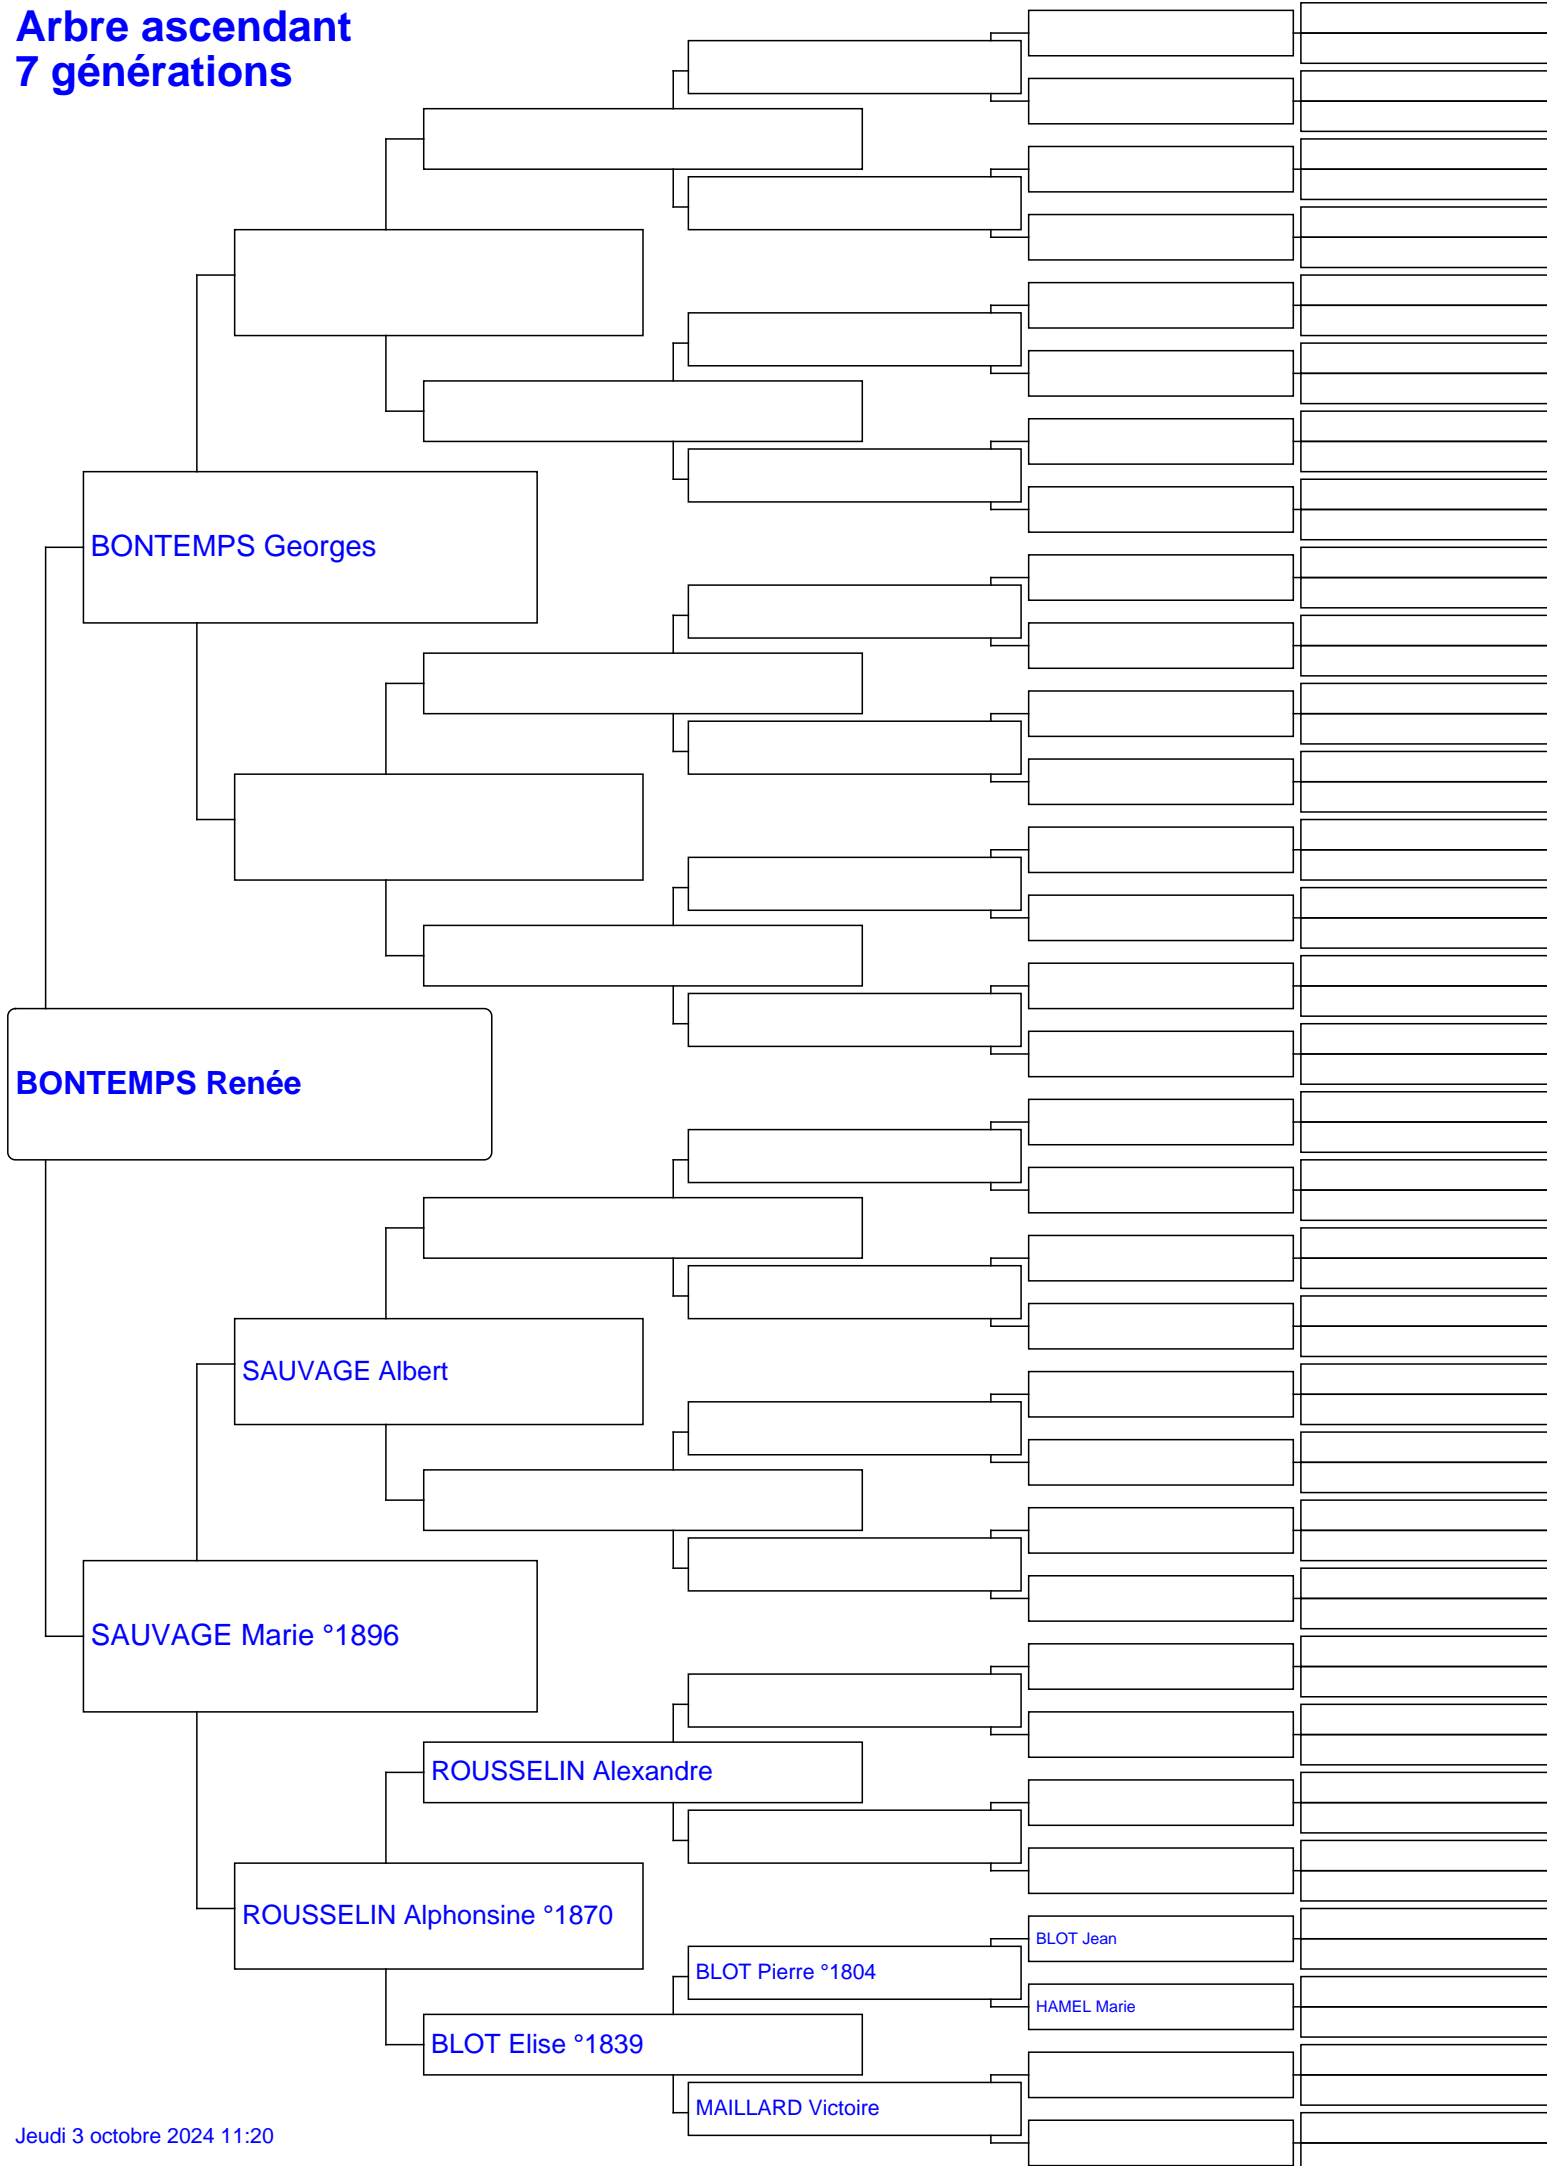 Arbre ascendant
7 générations
BONTEMPS Georges
BONTEMPS Renée
SAUVAGE Albert
SAUVAGE Marie °1896
ROUSSELIN Alexandre
ROUSSELIN Alphonsine °1870
BLOT Jean
BLOT Pierre °1804
HAMEL Marie
BLOT Elise °1839
MAILLARD Victoire
Jeudi 3 octobre 2024 11:20